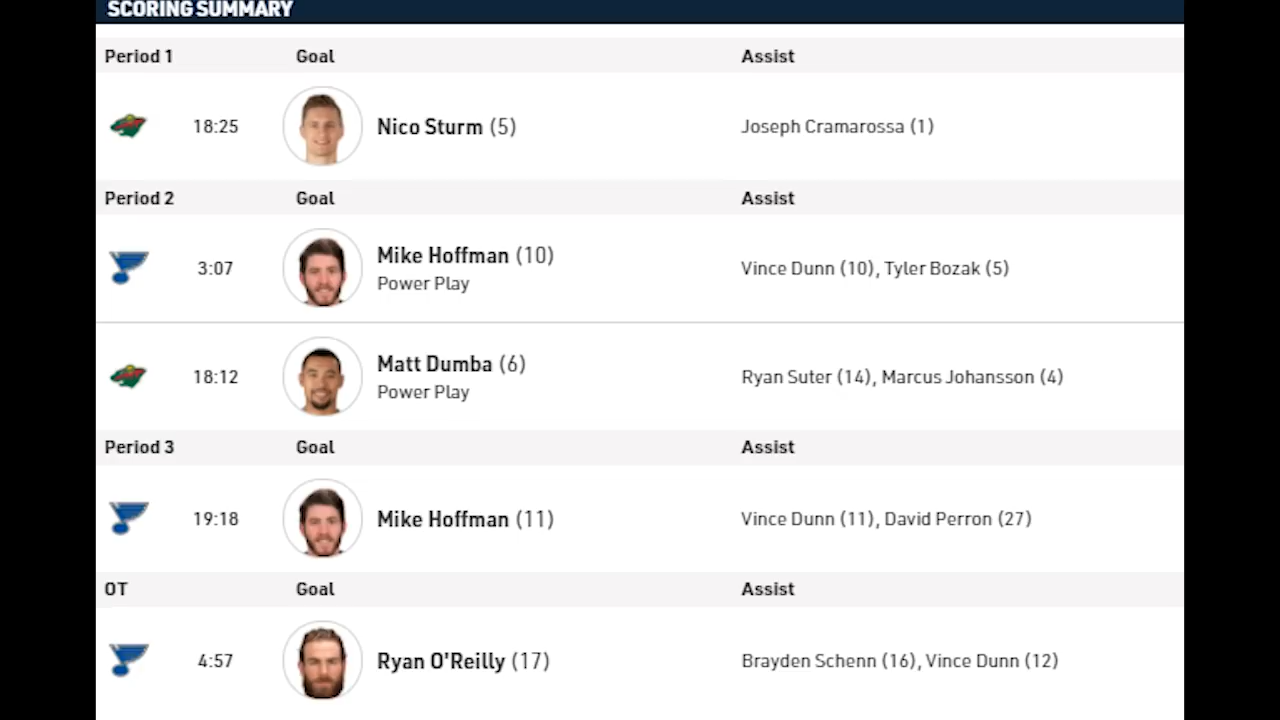 SCORING SUMMARY
Period 1 Goal Assist
18:25 Nico Sturm (5) Joseph Cramarossa (1)
Period 2 Goal Assist
3:07 Mike Hoffman (10) Vince Dunn (10), Tyler Bozak (5)
Power Play
18:12 Matt Dumba (6) Ryan Suter (14), Marcus Johansson (4)
Power Play
Period 3 Goal Assist
19:18 Mike Hoffman (11) Vince Dunn (11), David Perron (27)
OT Goal Assist
4:57 Ryan O'Reilly (17) Brayden Schenn (16), Vince Dunn (12)